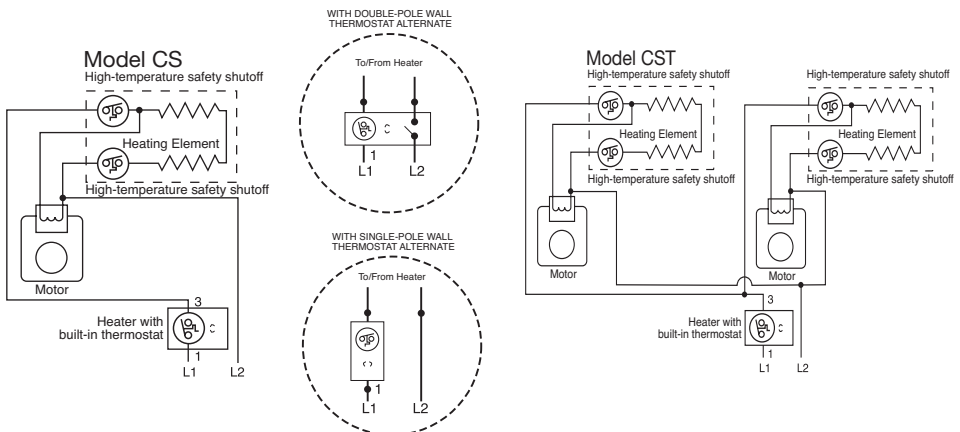 Model CS
High-temperature safety shutoff
Heating Element
High-temperature safety shutoff
Motor
3
Heater with
built-in thermostat
1
L1
L2
WITH DOUBLE-POLE WALL
THERMOSTAT ALTERNATE
To/From Heater
1
L1
L2
WITH SINGLE-POLE WALL
THERMOSTAT ALTERNATE
To/From Heater
1
L1
L2
Model CST
High-temperature safety shutoff
Heating Element
High-temperature safety shutoff
Motor
High-temperature safety shutoff
Heating Element
High-temperature safety shutoff
Motor
3
Heater with
built-in thermostat
1
L1
L2